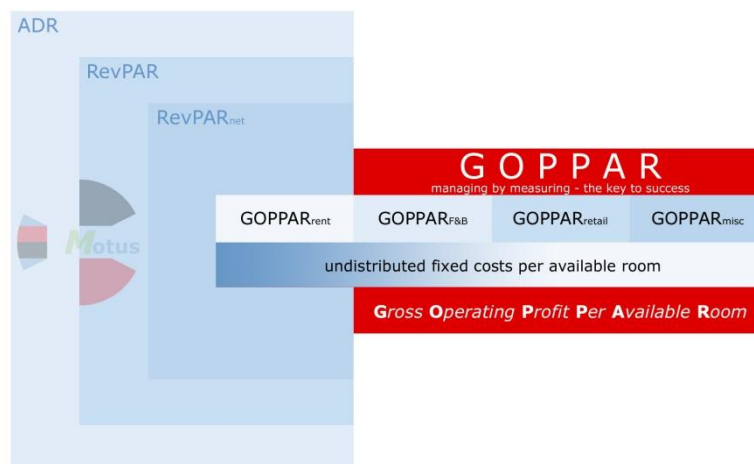 ADR
RevPAR
RevPARnet
GOPPAR
managing by measuring - the key to success
GOPPARrent GOPPARF&B GOPPARretail GOPPARmisc
Motus
undistributed fixed costs per available room
Gross Operating Profit Per Available Room